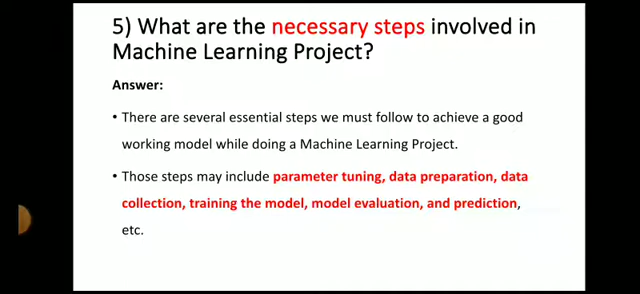 5) What are the necessary steps involved in
Machine Learning Project?
Answer:
• There are several essential steps we must follow to achieve a good
working model while doing a Machine Learning Project.
• Those steps may include parameter tuning, data preparation, data
collection, training the model, model evaluation, and prediction,
etc.